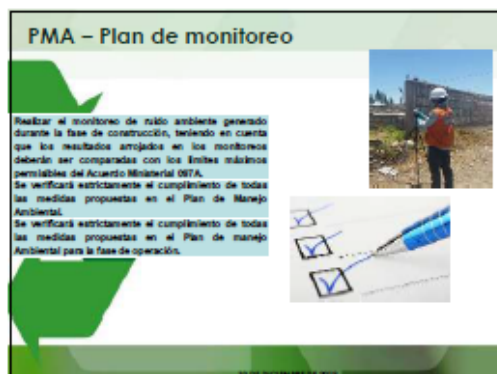 PMA – Plan de monitoreo
Realizar el monitoreo de ruido ambiente generado
durante la fase de construcción, teniendo en cuenta
que los resultados arrojados en los monitoreos
deberán ser comparadas con los límites máximos
permisibles del Acuerdo Ministerial 097A.
Se verificará estrictamente el cumplimiento de todas
las medidas propuestas en el Plan de Manejo
Ambiental.
Se verificará estrictamente el cumplimiento de todas
las medidas propuestas en el Plan de manejo
Ambiental para la fase de operación.